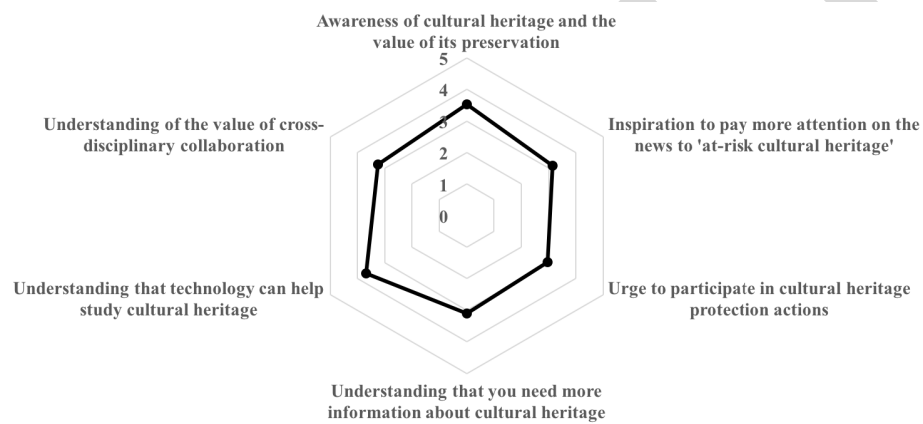 Awareness of cultural heritage and the
value of its preservation
5
4
3
2
1
0
Understanding of the value of cross-
disciplinary collaboration
Inspiration to pay more attention on the
news to 'at-risk cultural heritage'
Understanding that technology can help
study cultural heritage
Urge to participate in cultural heritage
protection actions
Understanding that you need more
information about cultural heritage